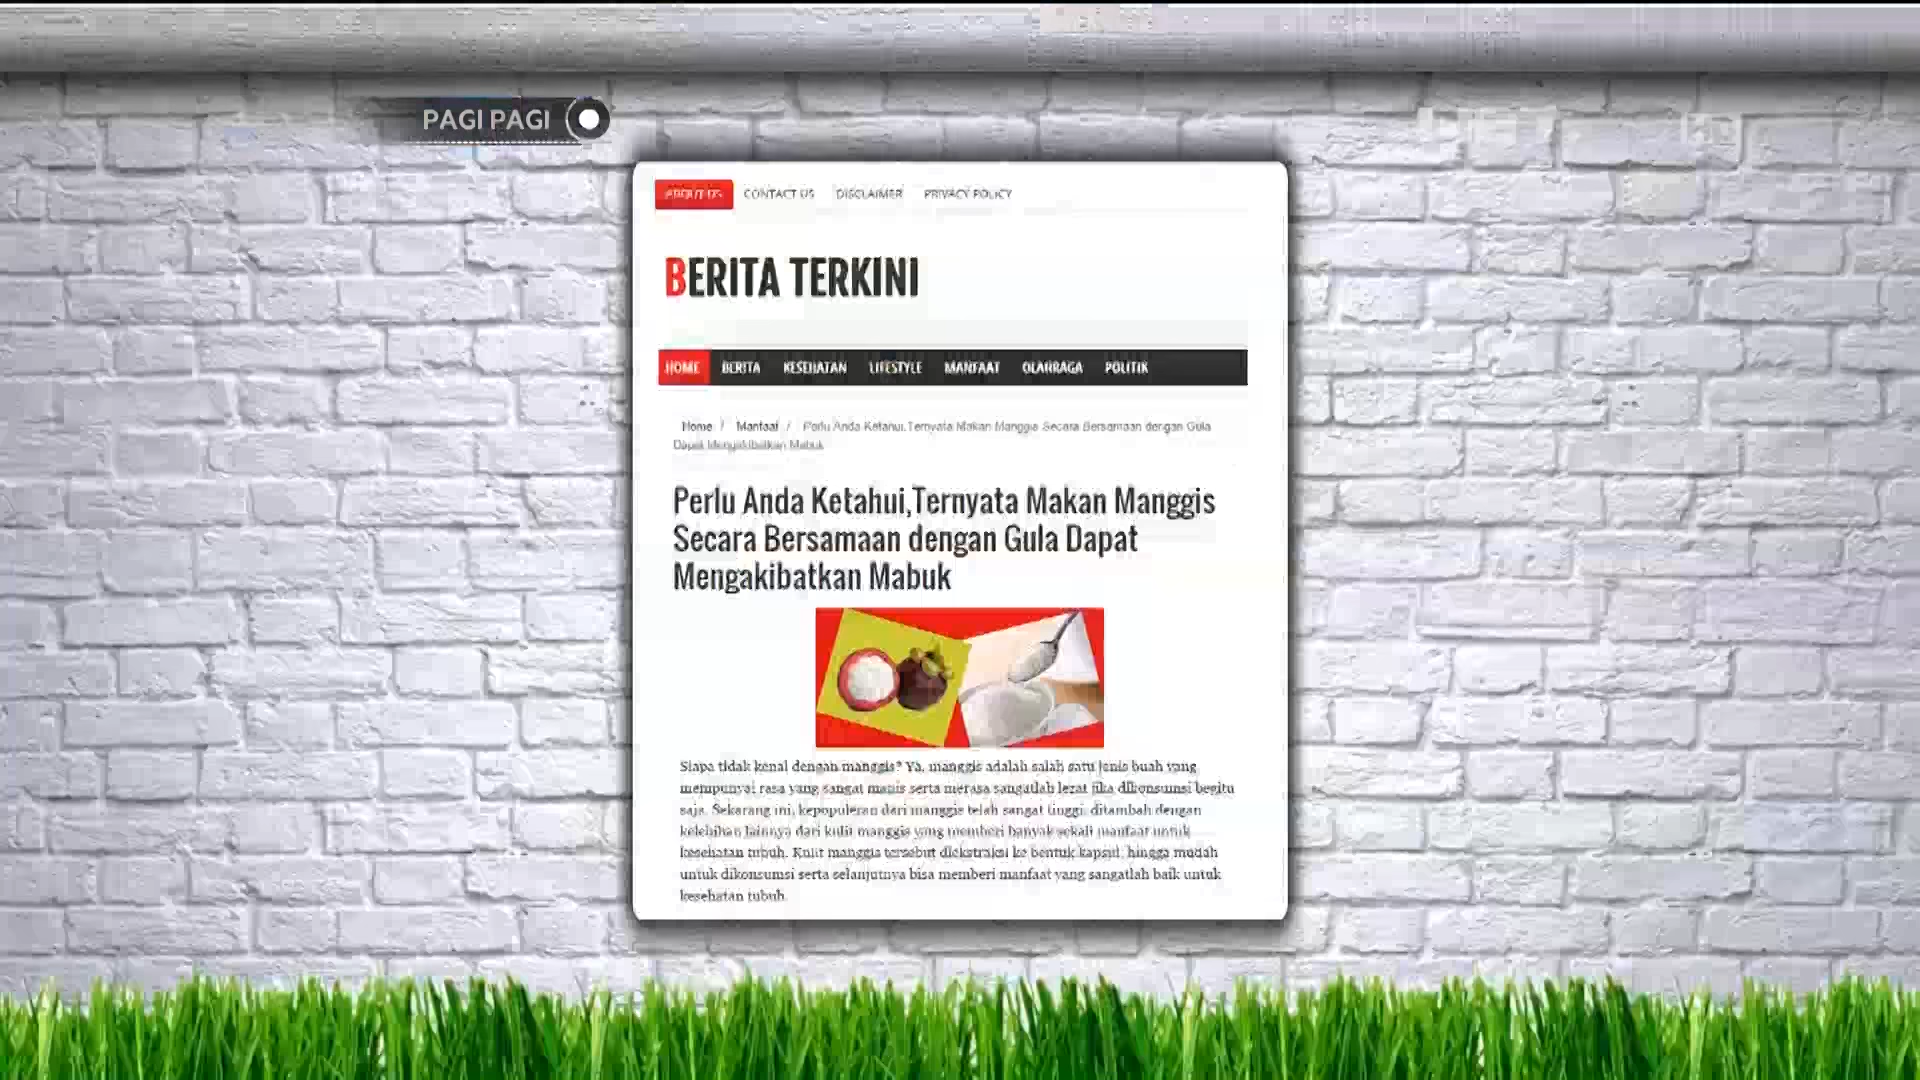 PAGI PAGI
NET HD
ABOUT US CONTACT US DISCLAIMER PRIVACY POLICY
BERITA TERKINI
HOME BERITA KESEHATAN LIFESTYLE MANFAAT OLAHRAGA POLITIK
Home / Manfaat / Perlu Anda Ketahui,Ternyata Makan Manggis Secara Bersamaan dengan Gula
Dapat Mengakibatkan Mabuk
Perlu Anda Ketahui,Ternyata Makan Manggis
Secara Bersamaan dengan Gula Dapat
Mengakibatkan Mabuk
Siapa tidak kenal dengan manggis? Ya, manggis adalah salah satu jenis buah yang
mempunyai rasa yang sangat manis serta merasa sangatlah lezat jika dikonsumsi begitu
saja. Sekarang ini, kepopuleran dari manggis telah sangat tinggi, ditambah dengan
kelebihan lainnya dari kulit manggis yang memberi banyak sekali manfaat untuk
kesehatan tubuh. Kulit manggis tersebut diekstraksi ke bentuk kapsul, hingga mudah
untuk dikonsumsi serta selanjutnya bisa memberi manfaat yang sangatlah baik untuk
kesehatan tubuh.